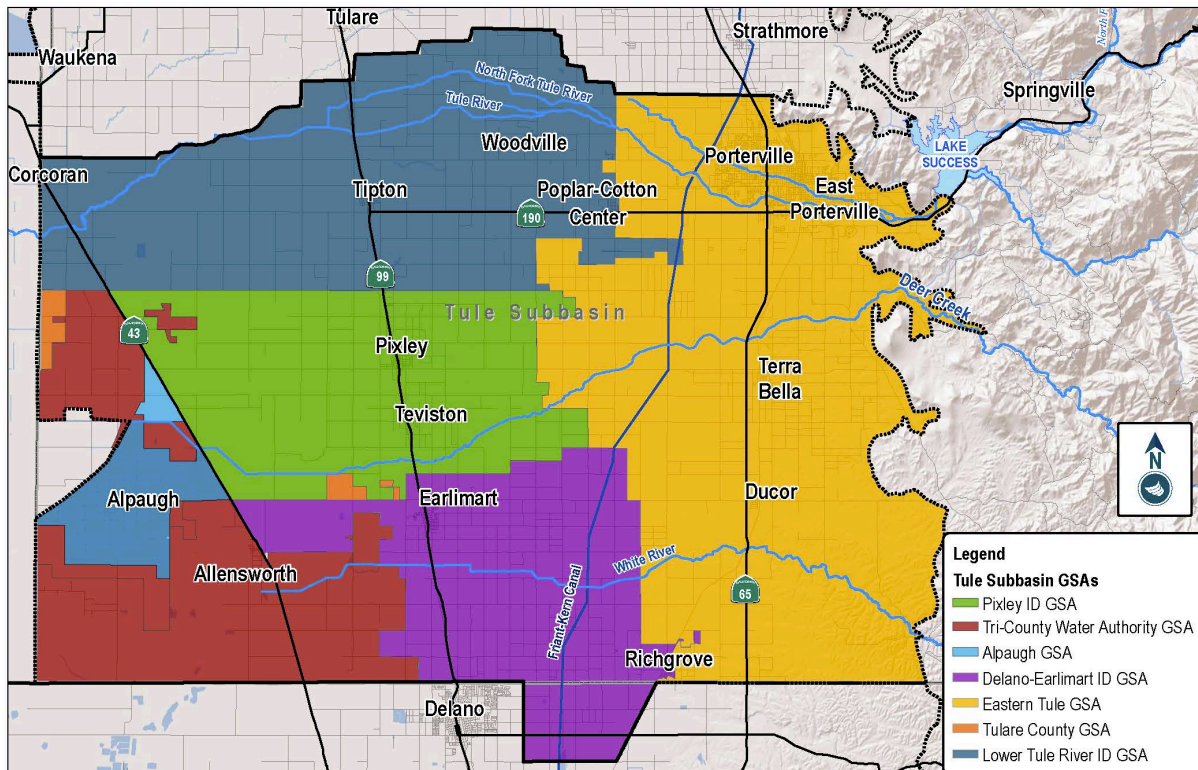 Tulare
Strathmore
Waukena
North F
Springville
North Fork Tule River
Tule River
Woodville
Porterville
LAKE
SUCCESS
Corcoran
Tipton
Poplar-Cotton
Center
East
Porterville
190
99
Deer Creek
Tule Subbasin
43
Pixley
Terra
Bella
Teviston
N
Alpaugh
Earlimart
Ducor
White River
Allensworth
65
Friant-Kern Canal
Richgrove
Delano
Legend
Tule Subbasin GSAs
Pixley ID GSA
Tri-County Water Authority GSA
Alpaugh GSA
Delano-Earlimart ID GSA
Eastern Tule GSA
Tulare County GSA
Lower Tule River ID GSA